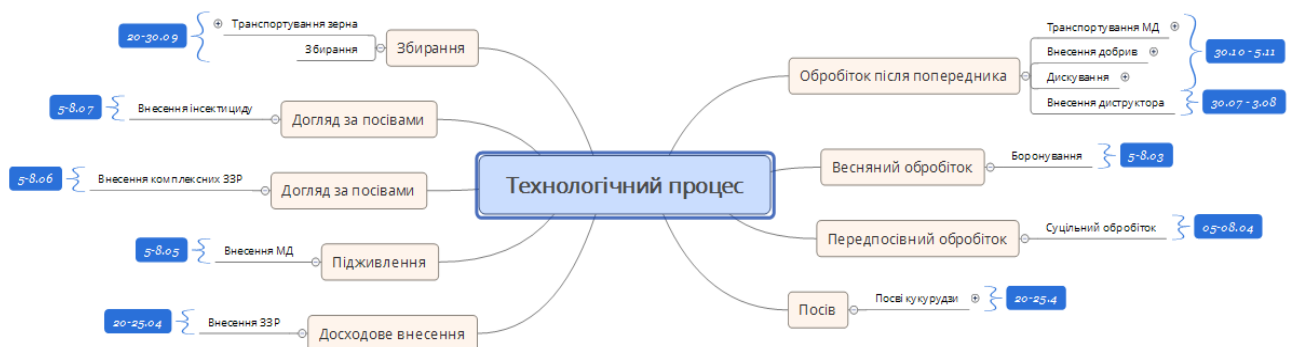 Технологічний процес
Обробіток після попередника
Транспортування МД
Внесення добрив
Дискування
30.10 - 5.11
Внесення диструктора
30.07 - 3.08
Весняний обробіток
Боронування
5-8.03
Передпосівний обробіток
Суцільний обробіток
05-08.04
Посів
Посві кукурудзи
20-25.4
Збирання
Транспортування зерна
Збирання
20-30.09
Догляд за посівами
Внесення інсектициду
5-8.07
Догляд за посівами
Внесення комплексних ЗЗР
5-8.06
Підживлення
Внесення МД
5-8.05
Досходове внесення
Внесення ЗЗР
20-25.04